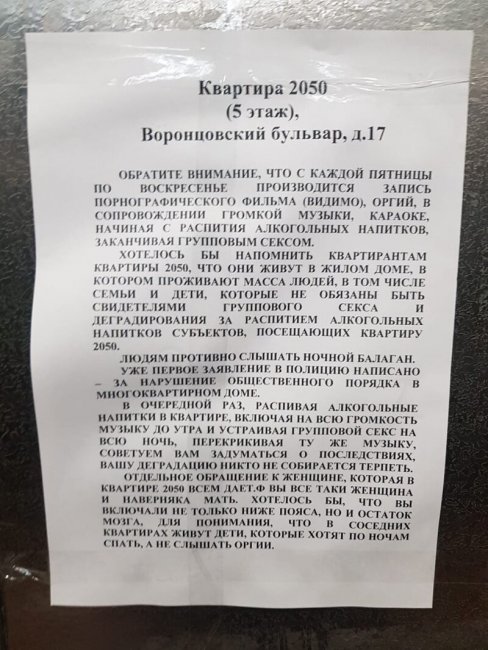 Квартира 2050
(5 этаж),
Воронцовский бульвар, д.17
ОБРАТИТЕ ВНИМАНИЕ, ЧТО С КАЖДОЙ ПЯТНИЦЫ
ПО ВОСКРЕСЕНЬЕ ПРОИЗВОДИТСЯ ЗАПИСЬ
ПОРНОГРАФИЧЕСКОГО ФИЛЬМА (ВИДИМО), ОРГИЙ, В
СОПРОВОЖДЕНИИ ГРОМКОЙ МУЗЫКИ, КАРАОКЕ,
НАЧИНАЯ С РАСПИТИЯ АЛКОГОЛЬНЫХ НАПИТКОВ,
ЗАКАНЧИВАЯ ГРУППОВЫМ СЕКСОМ.
ХОТЕЛОСЬ БЫ НАПОМНИТЬ КВАРТИРАНТАМ
КВАРТИРЫ 2050, ЧТО ОНИ ЖИВУТ В ЖИЛОМ ДОМЕ, В
КОТОРОМ ПРОЖИВАЮТ МАССА ЛЮДЕЙ, В ТОМ ЧИСЛЕ
СЕМЬИ И ДЕТИ, КОТОРЫЕ НЕ ОБЯЗАНЫ БЫТЬ
СВИДЕТЕЛЯМИ ГРУППОВОГО СЕКСА И
ДЕГРАДИРОВАНИЯ ЗА РАСПИТИЕМ АЛКОГОЛЬНЫХ
НАПИТКОВ СУБЪЕКТОВ, ПОСЕЩАЮЩИХ КВАРТИРУ
2050.
ЛЮДЯМ ПРОТИВНО СЛЫШАТЬ НОЧНОЙ БАЛАГАН.
УЖЕ ПЕРВОЕ ЗАЯВЛЕНИЕ В ПОЛИЦИЮ НАПИСАНО
– ЗА НАРУШЕНИЕ ОБЩЕСТВЕННОГО ПОРЯДКА В
МНОГОКВАРТИРНОМ ДОМЕ.
В ОЧЕРЕДНОЙ РАЗ, РАСПИВАЯ АЛКОГОЛЬНЫЕ
НАПИТКИ В КВАРТИРЕ, ВКЛЮЧАЯ НА ВСЮ ГРОМКОСТЬ
МУЗЫКУ ДО УТРА И УСТРАИВАЯ ГРУППОВОЙ СЕКС НА
ВСЮ НОЧЬ, ПЕРЕКРИКИВАЯ ТУ ЖЕ МУЗЫКУ,
СОВЕТУЕМ ВАМ ЗАДУМАТЬСЯ О ПОСЛЕДСТВИЯХ,
ВАШУ ДЕГРАДАЦИЮ НИКТО НЕ СОБИРАЕТСЯ ТЕРПЕТЬ.
ОТДЕЛЬНОЕ ОБРАЩЕНИЕ К ЖЕНЩИНЕ, КОТОРАЯ В
КВАРТИРЕ 2050 ВСЕМ ДАЕТ.Ф ВЫ ВСЕ ТАКИ ЖЕНЩИНА
И НАВЕРНЯКА МАТЬ. ХОТЕЛОСЬ БЫ, ЧТО ВЫ
ВКЛЮЧАЛИ НЕ ТОЛЬКО НИЖЕ ПОЯСА, НО И ОСТАТОК
МОЗГА, ДЛЯ ПОНИМАНИЯ, ЧТО В СОСЕДНИХ
КВАРТИРАХ ЖИВУТ ДЕТИ, КОТОРЫЕ ХОТЯТ ПО НОЧАМ
СПАТЬ, А НЕ СЛЫШАТЬ ОРГИИ.